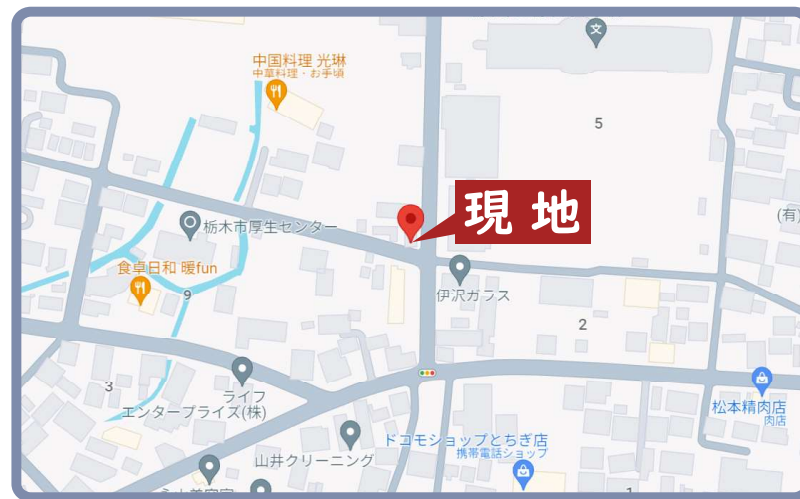 中国料理 光琳
中華料理・お手頃
文
5
現 地
(有)
栃木市厚生センター
食卓日和 暖fun
9
伊沢ガラス
2
3
ライフ
エンタープライズ(株)
松本精肉店
肉店
ドコモショップとちぎ店
携帯電話ショップ
山井クリーニング